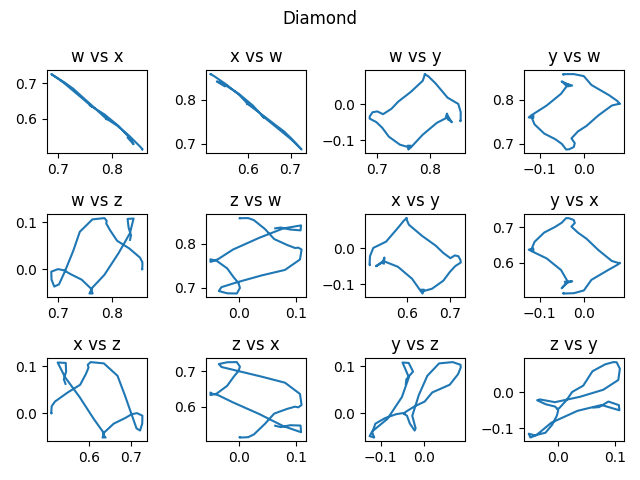 Diamond
w vs x
x vs w
w vs y
y vs w
0.7
0.6
0.7 0.8
0.8
0.7
0.6 0.7
0.0
−0.1
0.7 0.8
0.8
0.7
−0.1 0.0
w vs z
z vs w
x vs y
y vs x
0.1
0.0
0.7 0.8
0.8
0.7
0.0 0.1
0.0
−0.1
0.6 0.7
0.7
0.6
−0.1 0.0
x vs z
z vs x
y vs z
z vs y
0.1
0.0
0.6 0.7
0.7
0.6
0.0 0.1
0.1
0.0
−0.1 0.0
0.0
−0.1
0.0 0.1